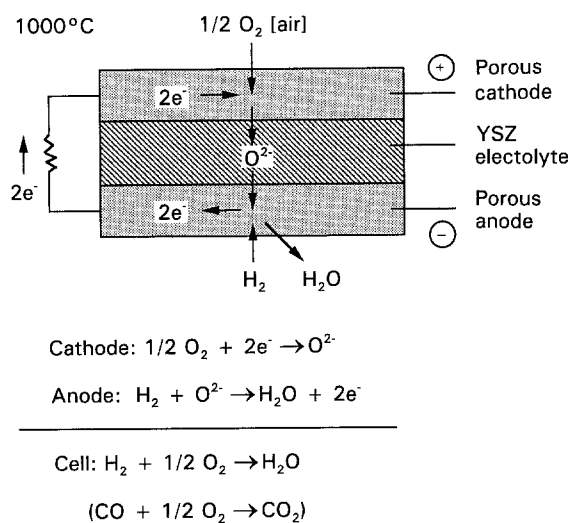 1000°C
1/2 O₂ [air]
+
Porous
cathode
2e⁻
YSZ
electolyte
O²⁻
2e⁻
2e⁻
Porous
anode
−
H₂
H₂O
Cathode: 1/2 O₂ + 2e⁻ → O²⁻
Anode: H₂ + O²⁻ → H₂O + 2e⁻
Cell: H₂ + 1/2 O₂ → H₂O
(CO + 1/2 O₂ → CO₂)